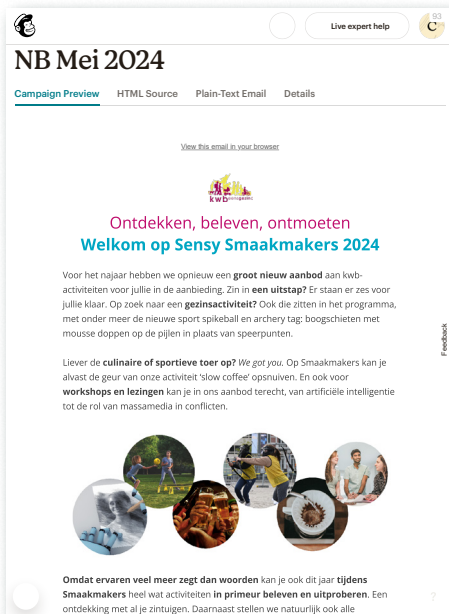 93
Live expert help
C
NB Mei 2024
Campaign Preview HTML Source Plain-Text Email Details
View this email in your browser
kwb eensgezind
Ontdekken, beleven, ontmoeten
Welkom op Sensy Smaakmakers 2024
Voor het najaar hebben we opnieuw een groot nieuw aanbod aan kwb-
activiteiten voor jullie in de aanbieding. Zin in een uitstap? Er staan er zes voor
jullie klaar. Op zoek naar een gezinsactiviteit? Ook die zitten in het programma,
met onder meer de nieuwe sport spikeball en archery tag: boogschieten met
mousse doppen op de pijlen in plaats van speerpunten.
Feedback
Liever de culinaire of sportieve toer op? We got you. Op Smaakmakers kan je
alvast de geur van onze activiteit 'slow coffee' opsnuiven. En ook voor
workshops en lezingen kan je in ons aanbod terecht, van artificiële intelligentie
tot de rol van massamedia in conflicten.
Omdat ervaren veel meer zegt dan woorden kan je ook dit jaar tijdens
Smaakmakers heel wat activiteiten in primeur beleven en uitproberen. Een
ontdekking met al je zintuigen. Daarnaast stellen we natuurlijk ook alle
?